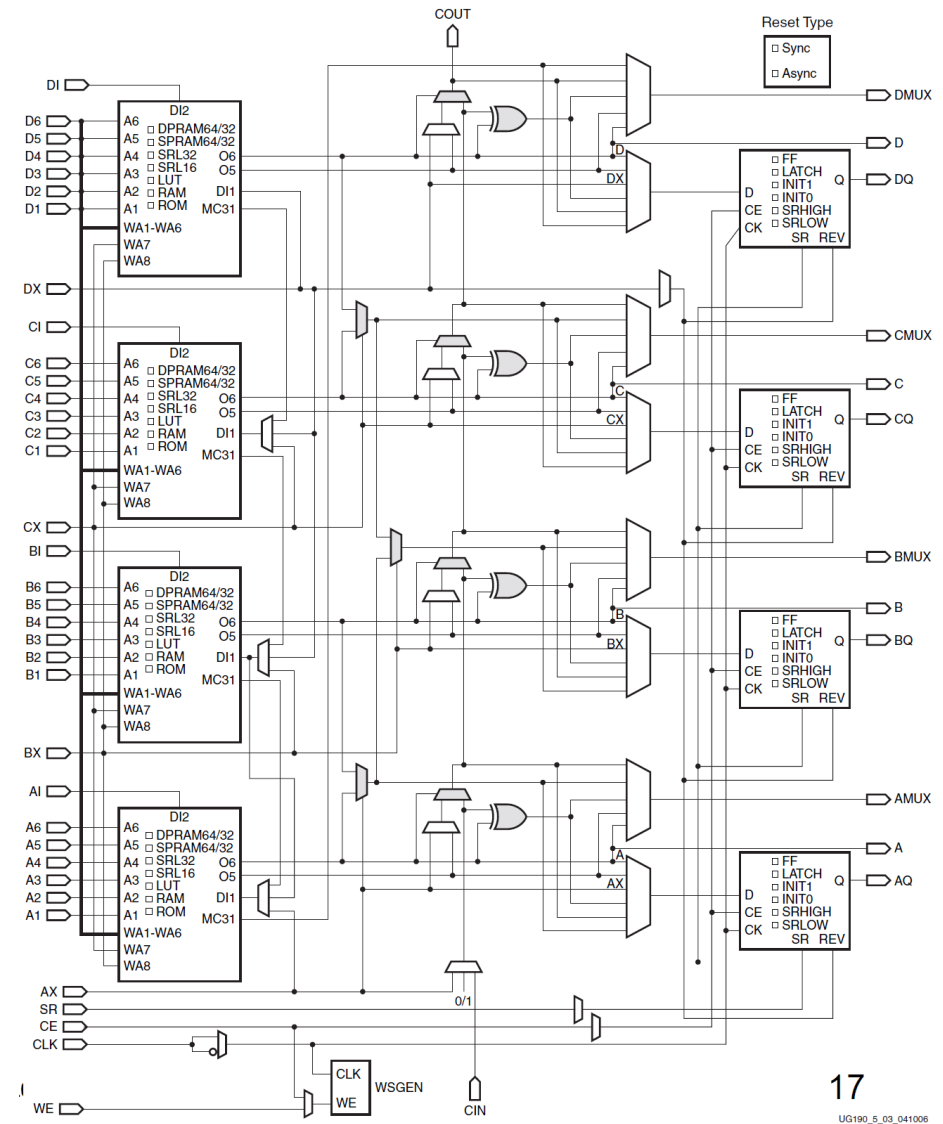 COUT
Reset Type
□ Sync
□ Async
DI
DI2
D6
D5
D4
D3
D2
D1
A6
A5
A4
A3
A2
A1
□ DPRAM64/32
□ SPRAM64/32
□ SRL32
□ SRL16
□ LUT
□ RAM
□ ROM
O6
O5
DI1
MC31
WA1-WA6
WA7
WA8
D
DX
DMUX
D
DQ
□ FF
□ LATCH
□ INIT1
□ INIT0
□ SRHIGH
□ SRLOW
D
CE
CK
Q
SR REV
DX
CI
DI2
C6
C5
C4
C3
C2
C1
A6
A5
A4
A3
A2
A1
□ DPRAM64/32
□ SPRAM64/32
□ SRL32
□ SRL16
□ LUT
□ RAM
□ ROM
O6
O5
DI1
MC31
WA1-WA6
WA7
WA8
C
CX
CMUX
C
CQ
□ FF
□ LATCH
□ INIT1
□ INIT0
□ SRHIGH
□ SRLOW
D
CE
CK
Q
SR REV
CX
BI
DI2
B6
B5
B4
B3
B2
B1
A6
A5
A4
A3
A2
A1
□ DPRAM64/32
□ SPRAM64/32
□ SRL32
□ SRL16
□ LUT
□ RAM
□ ROM
O6
O5
DI1
MC31
WA1-WA6
WA7
WA8
B
BX
BMUX
B
BQ
□ FF
□ LATCH
□ INIT1
□ INIT0
□ SRHIGH
□ SRLOW
D
CE
CK
Q
SR REV
BX
AI
DI2
A6
A5
A4
A3
A2
A1
A6
A5
A4
A3
A2
A1
□ DPRAM64/32
□ SPRAM64/32
□ SRL32
□ SRL16
□ LUT
□ RAM
□ ROM
O6
O5
DI1
MC31
WA1-WA6
WA7
WA8
A
AX
AMUX
A
AQ
□ FF
□ LATCH
□ INIT1
□ INIT0
□ SRHIGH
□ SRLOW
D
CE
CK
Q
SR REV
AX
SR
CE
CLK
WE
0/1
CLK
WE
WSGEN
CIN
17
UG190_5_03_041006